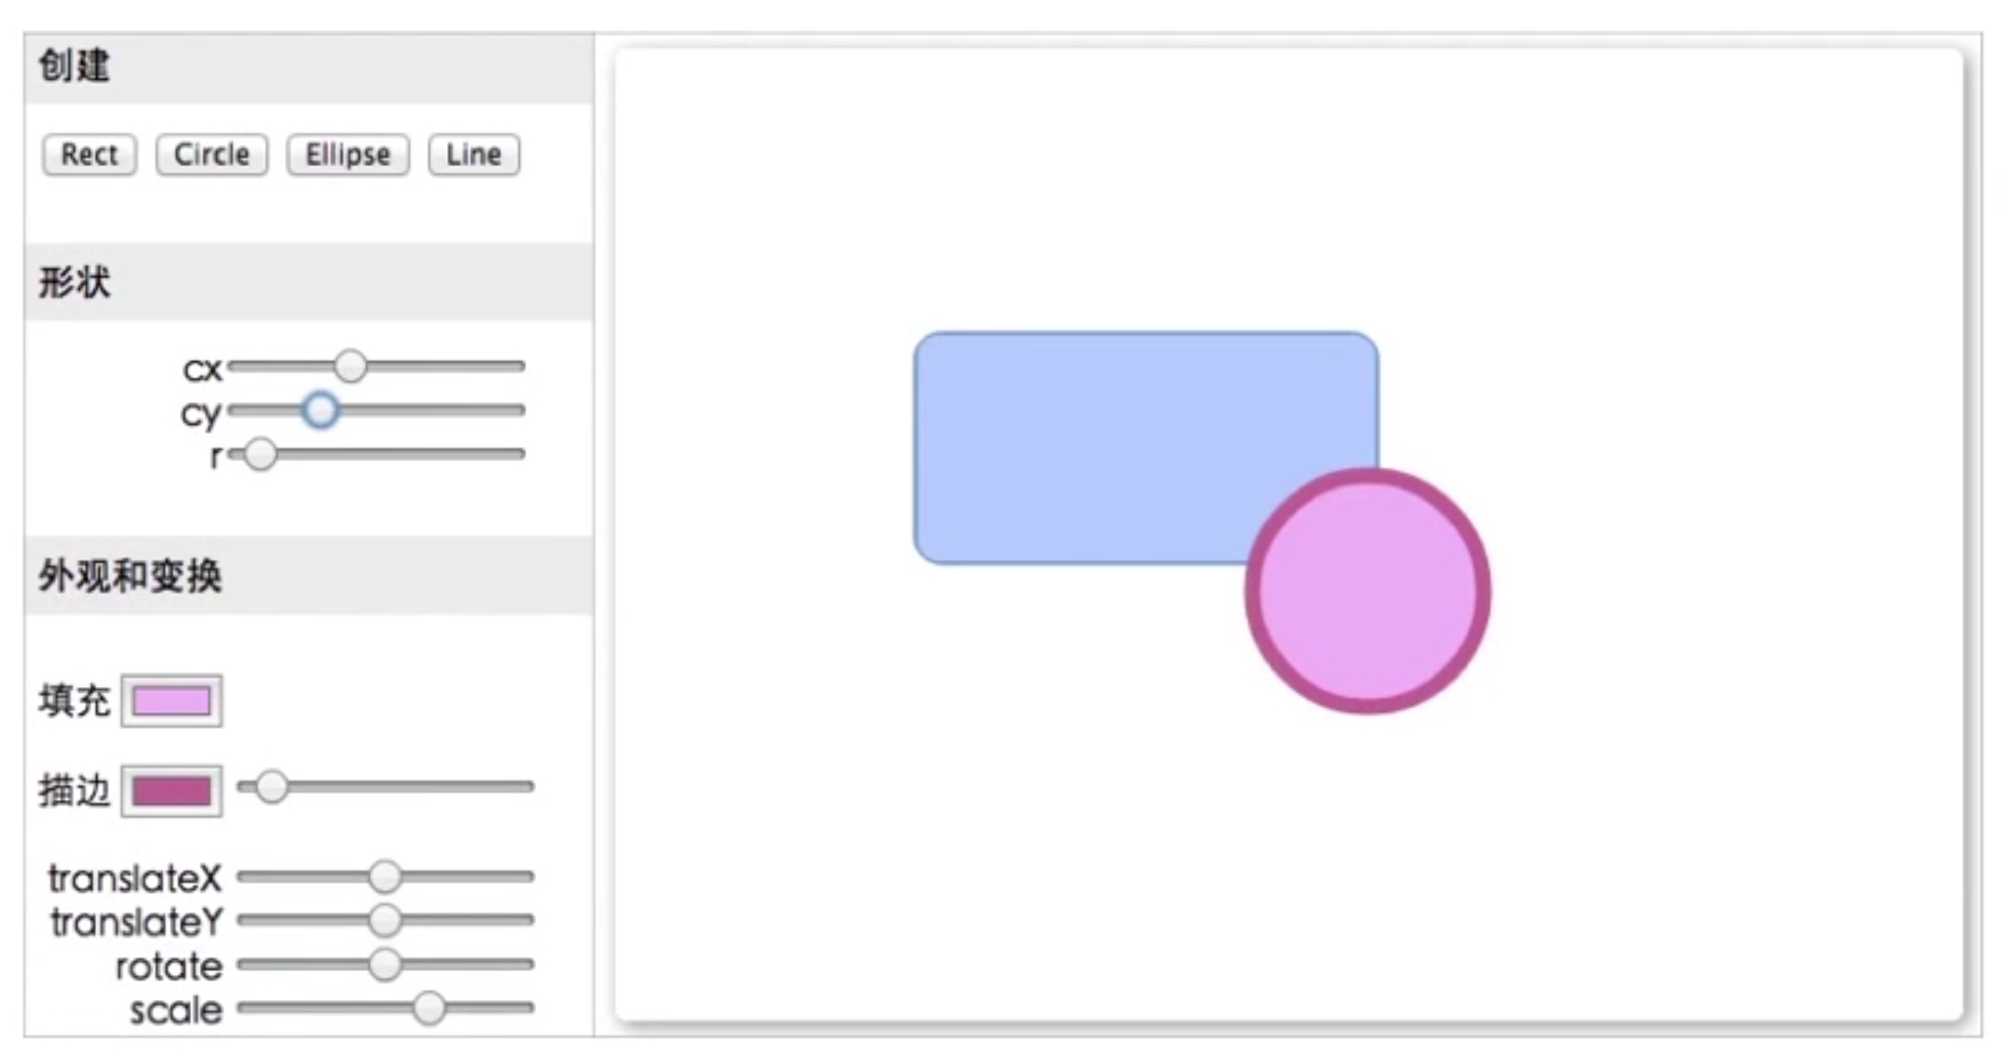 创建
Rect Circle Ellipse Line
形状
cx
cy
r
外观和变换
填充
描边
translateX
translateY
rotate
scale